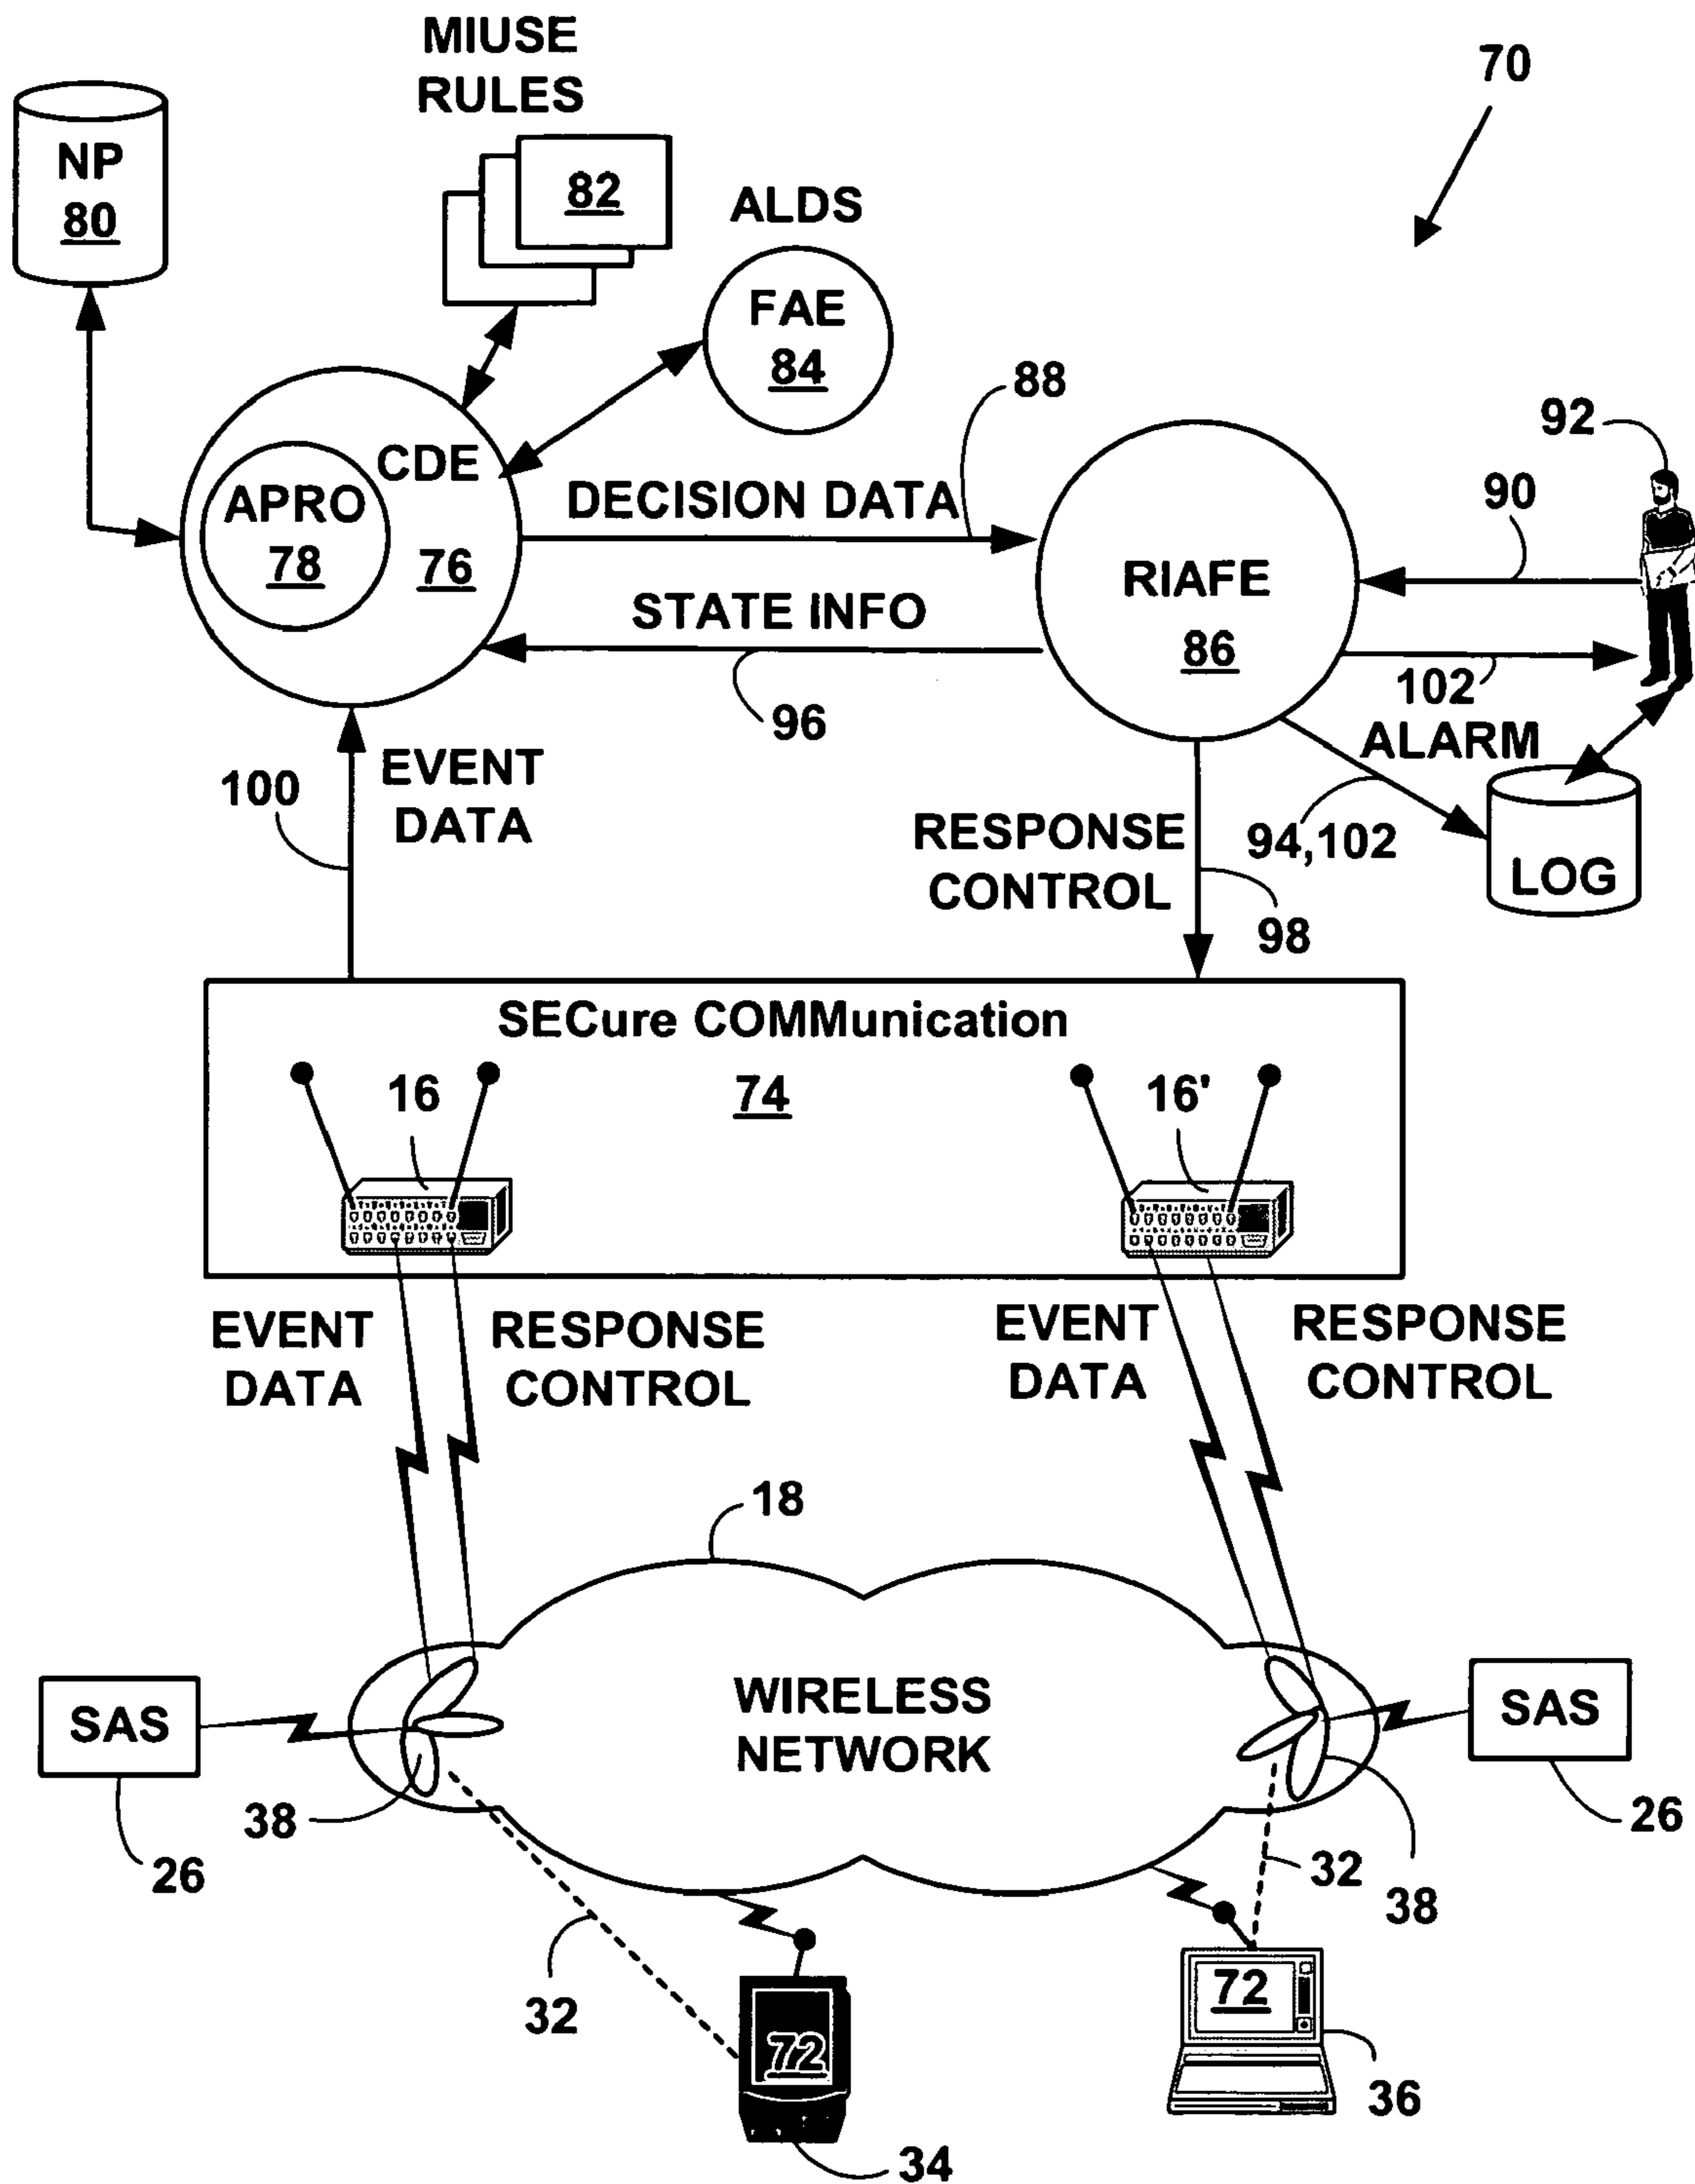 MIUSE
RULES
70
NP
80
82
ALDS
FAE
84
88
92
CDE
APRO
78
76
DECISION DATA
90
RIAFE
86
STATE INFO
96
102
ALARM
EVENT
DATA
100
RESPONSE
CONTROL
94,102
LOG
98
SECure COMMunication
74
16
16'
EVENT
DATA
RESPONSE
CONTROL
EVENT
DATA
RESPONSE
CONTROL
18
WIRELESS
NETWORK
SAS
26
38
SAS
26
38
32
32
72
34
72
36